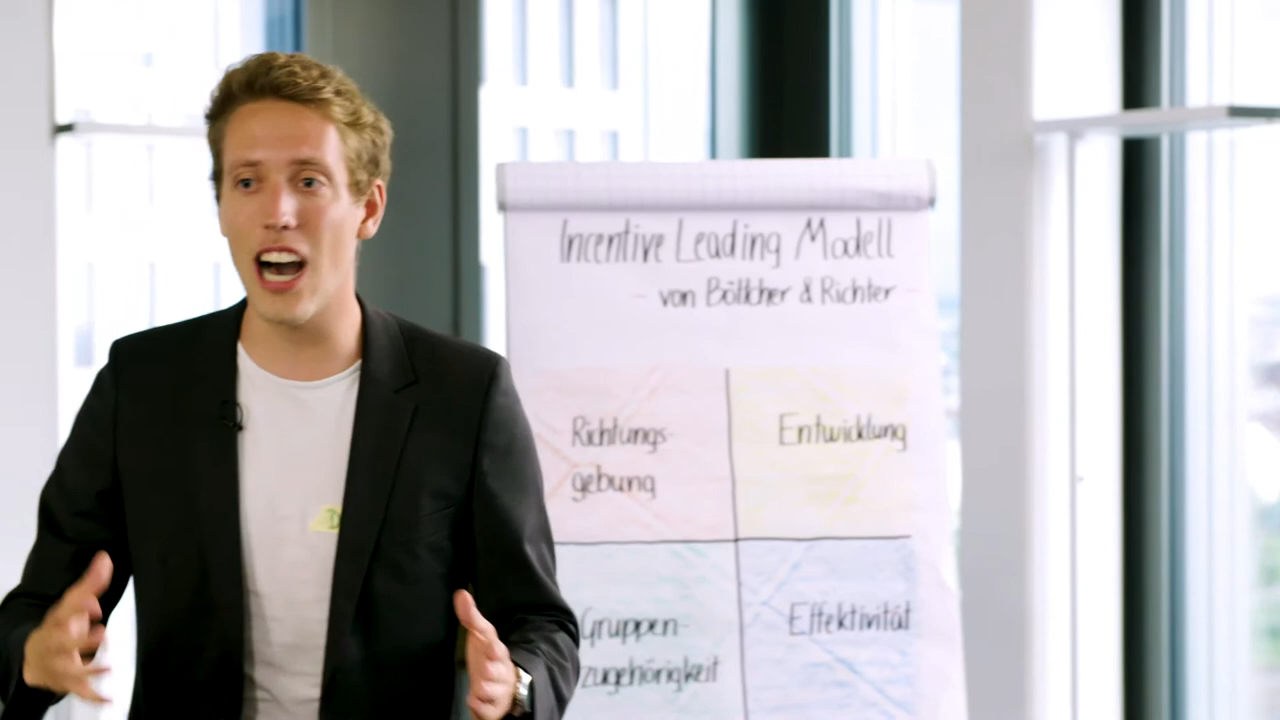 Incentive Leading Modell
- von Böttcher & Richter -
Richtungs-
gebung
Entwicklung
Gruppen-
zugehörigkeit
Effektivität